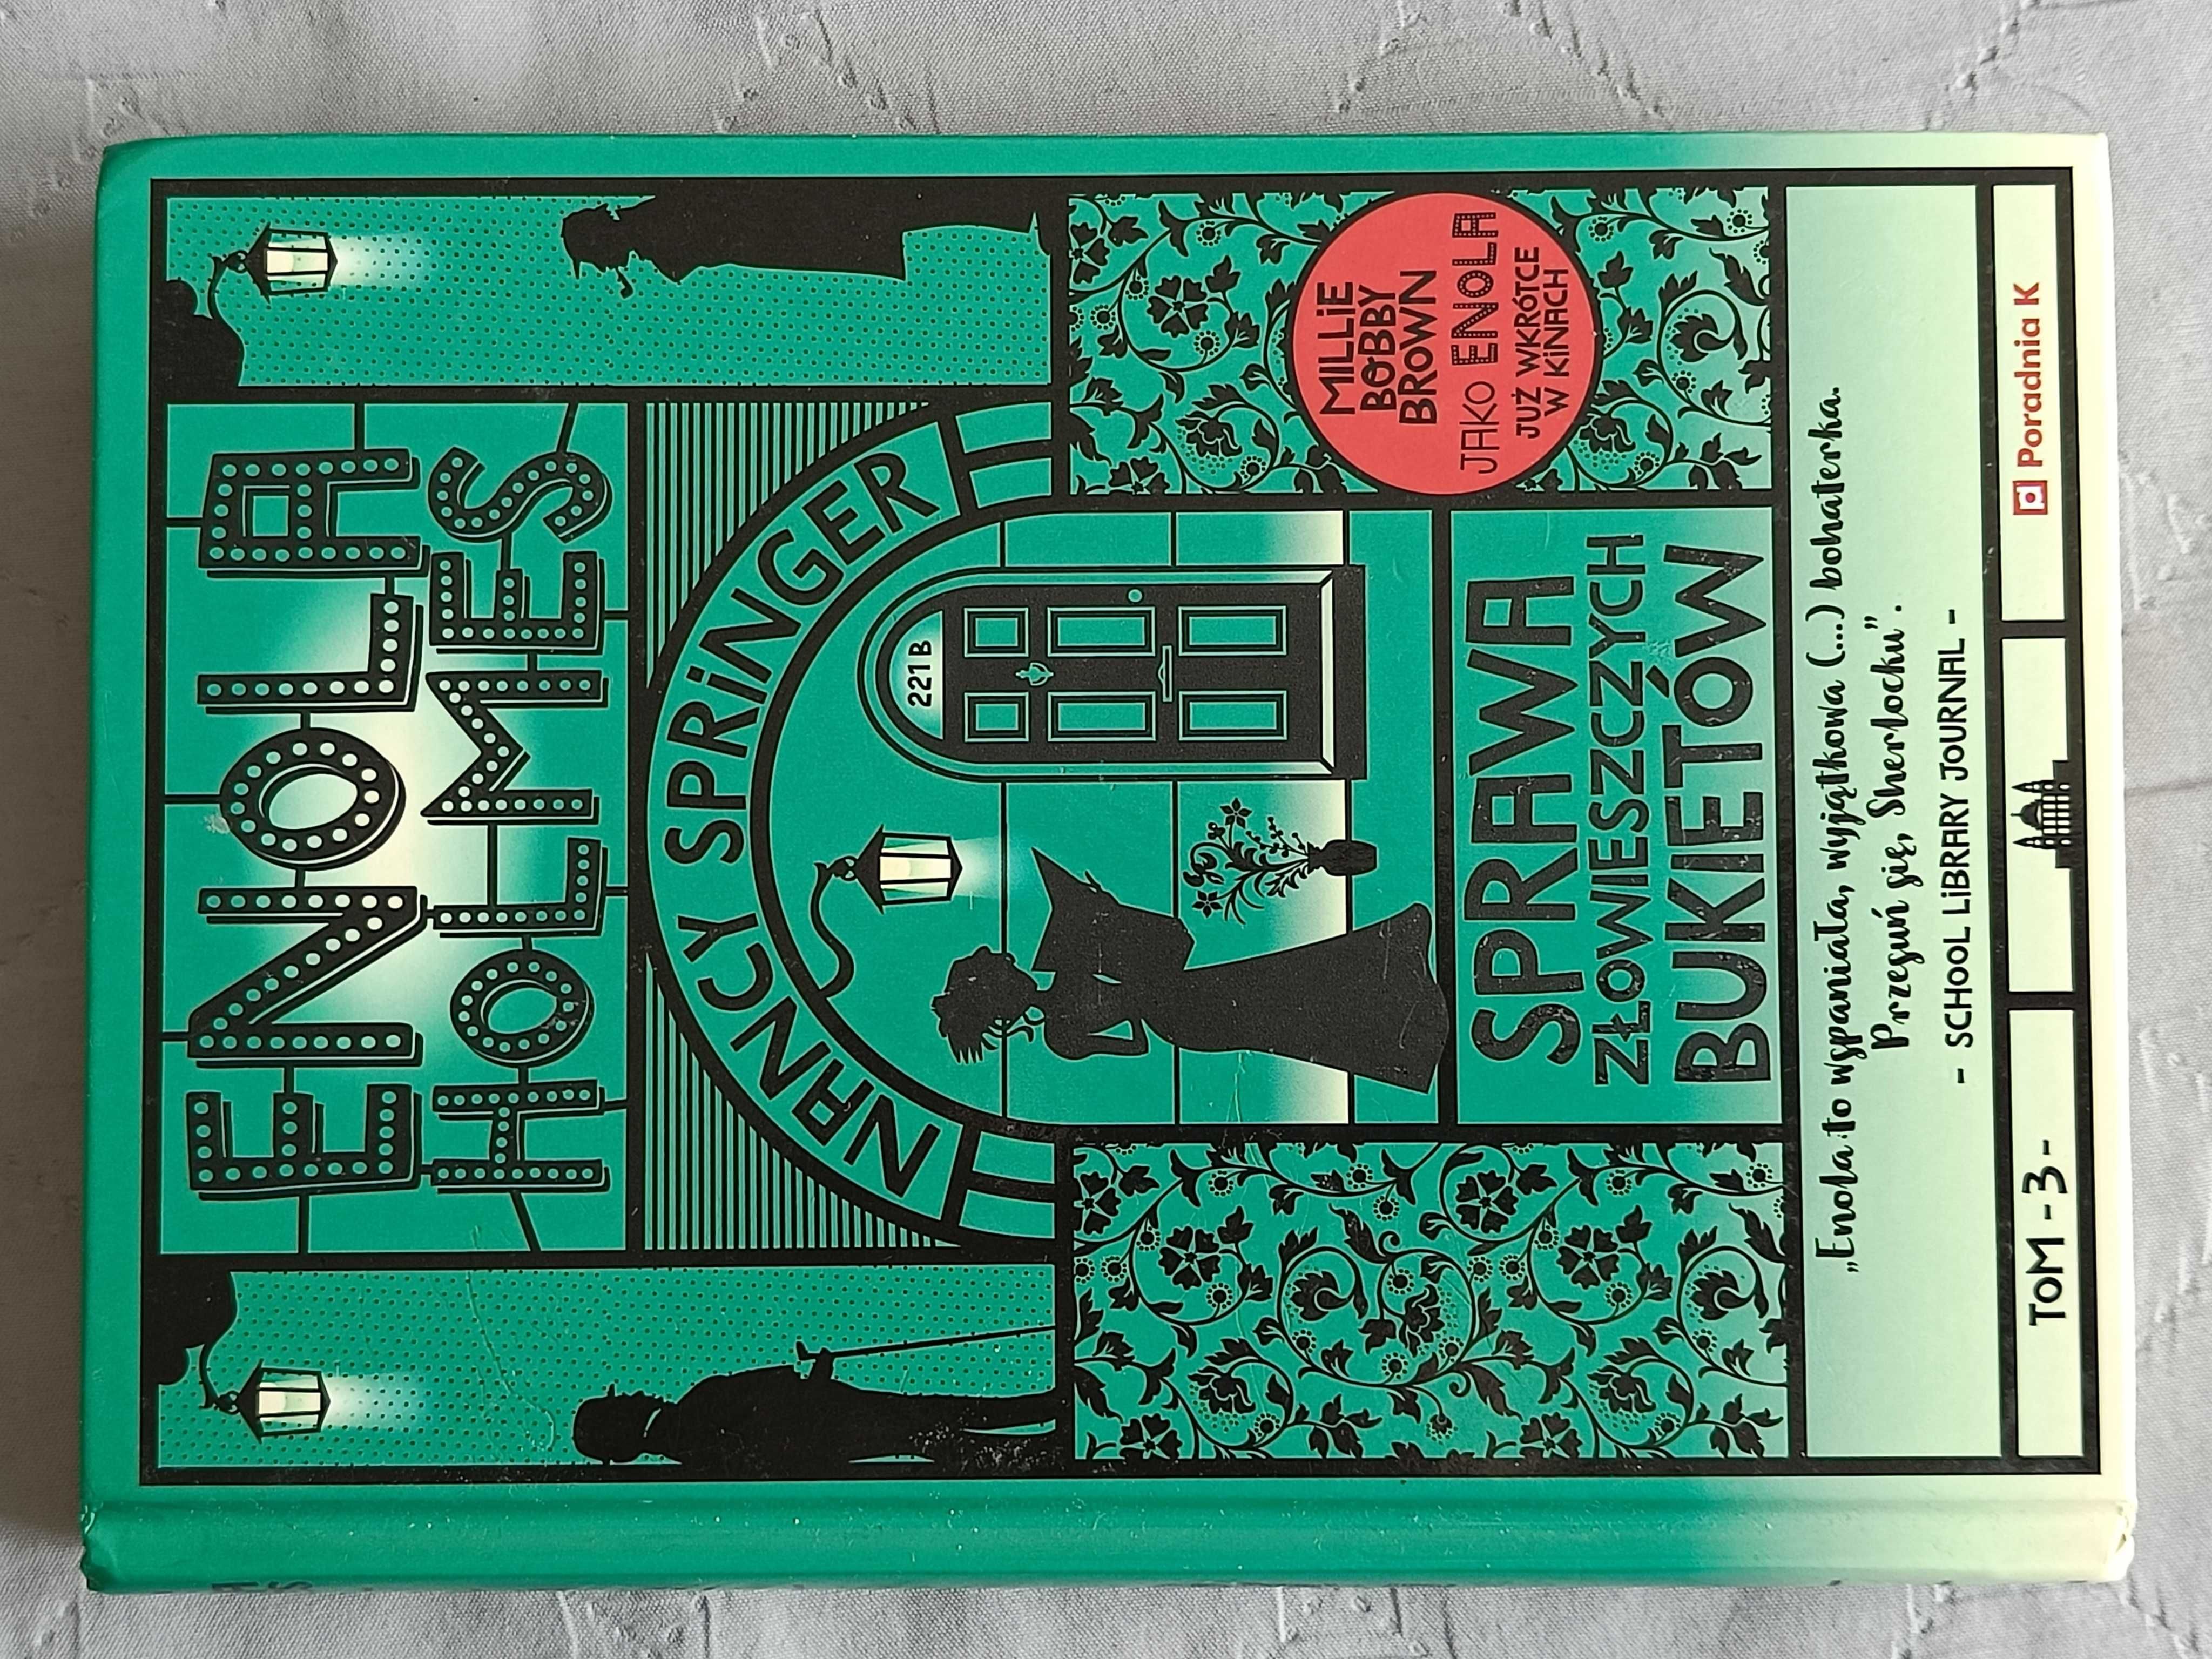 ENOLA
HOLMES
NANCY SPRiNGER
221B
MiLLiE
BOBBY
BROWN
JAKO ENOLA
JUŻ WKRÓTCE
W KiNACH
SPRAWA
ZŁOWiESZCZYCH
BUKIETÓW
„Enola to wspaniała, wyjątkowa (...) bohaterka.
Przesuń się, Sherlocku”.
- SCHOOL LiBRARY JOURNAL -
TOM -3-
Poradnia K